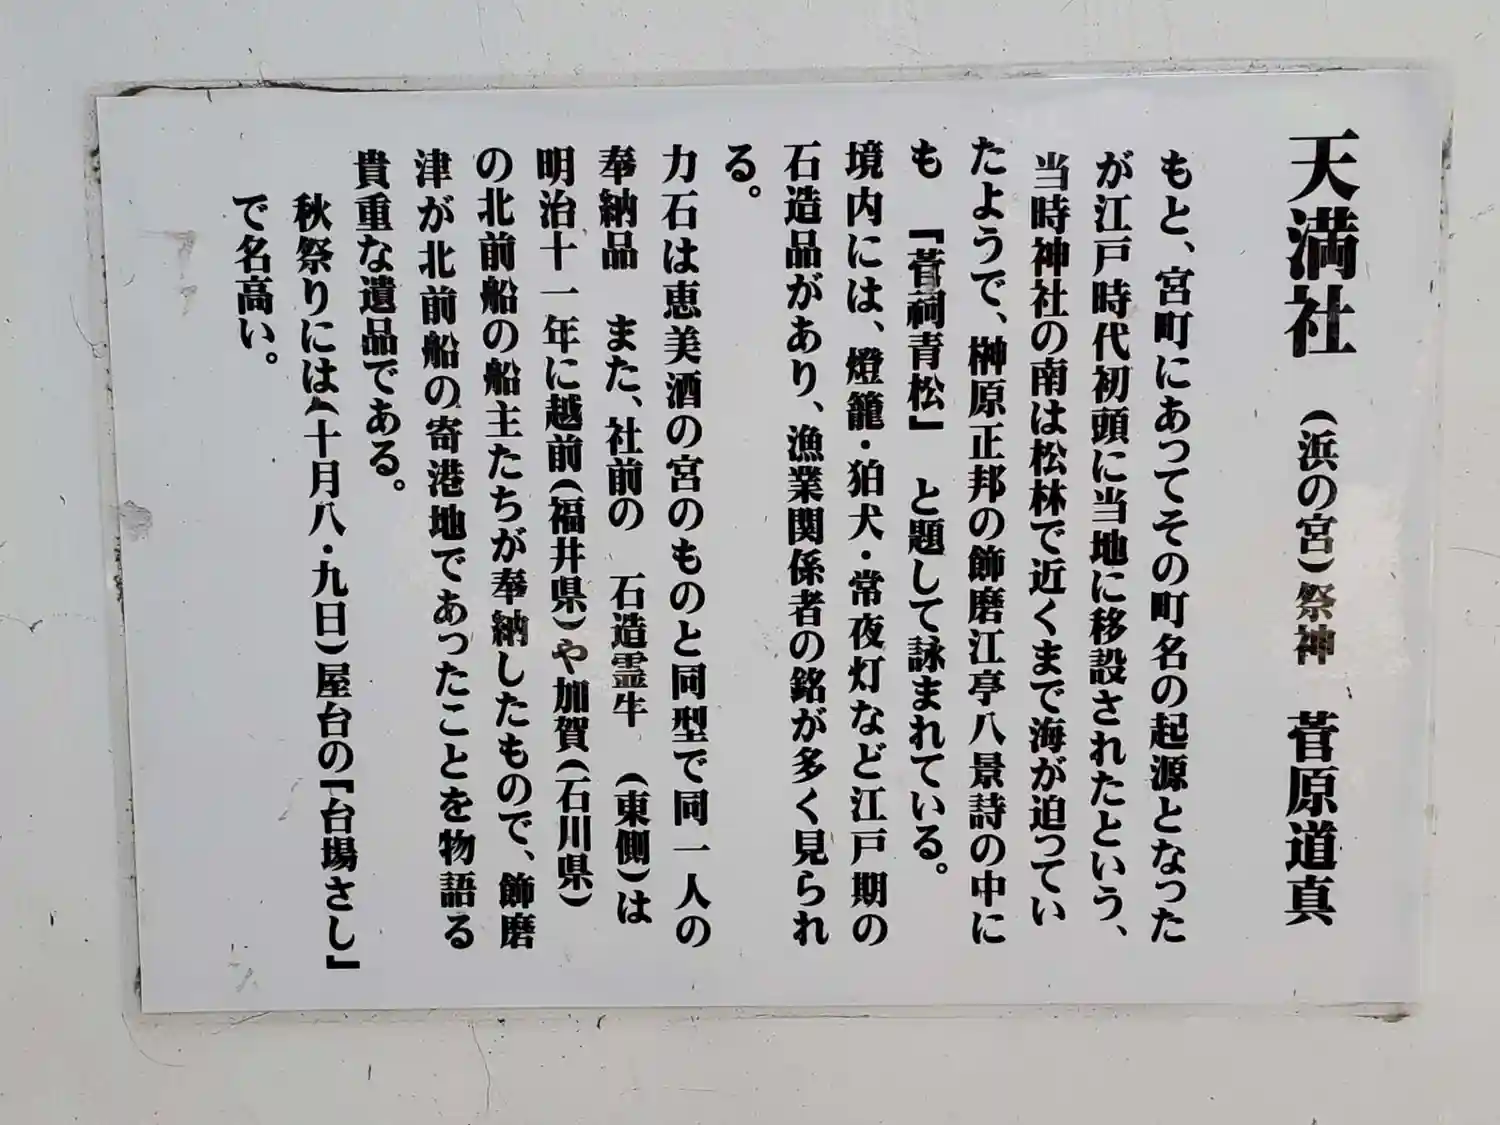 天満社 (浜の宮)祭神 菅原道真
もと、宮町にあってその町名の起源となった
が江戸時代初頭に当地に移設されたという、
当時神社の南は松林で近くまで海が迫ってい
たようで、榊原正邦の飾磨江亭八景詩の中に
も 『菅祠青松』 と題して詠まれている。
境内には、燈籠・狛犬・常夜灯など江戸期の
石造品があり、漁業関係者の銘が多く見られ
る。
力石は恵美酒の宮のものと同型で同一人の
奉納品 また、社前の 石造霊牛 (東側)は
明治十一年に越前(福井県)や加賀(石川県)
の北前船の船主たちが奉納したもので、飾磨
津が北前船の寄港地であったことを物語る
貴重な遺品である。
秋祭りには(十月八・九日)屋台の『台場さし』
で名高い。